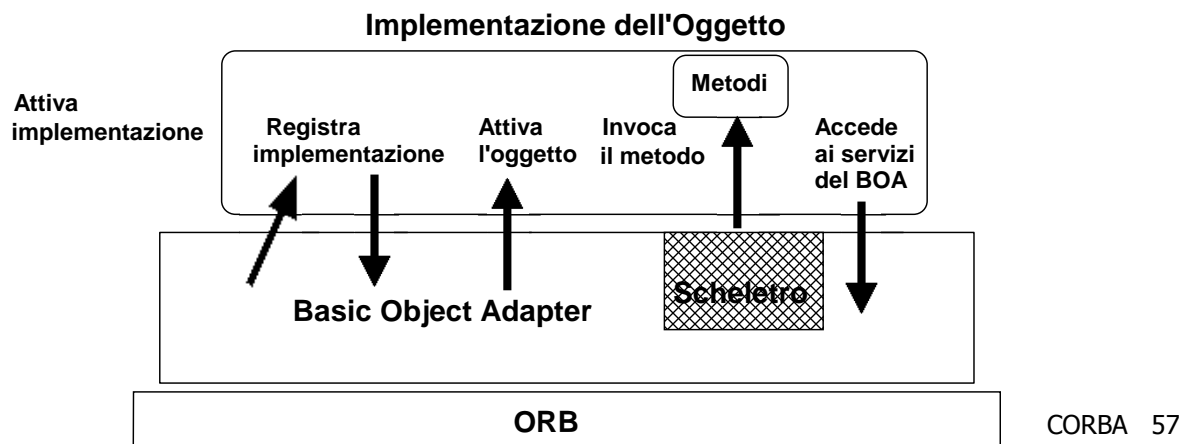 Implementazione dell'Oggetto
Metodi
Attiva
implementazione
Registra
implementazione
Attiva
l'oggetto
Invoca
il metodo
Accede
ai servizi
del BOA
Scheletro
Basic Object Adapter
ORB
CORBA 57